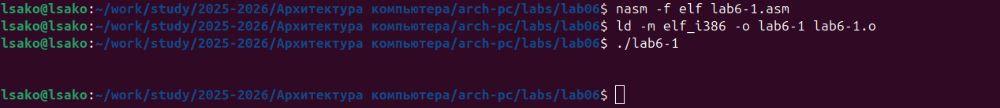 lsako@lsako:~/work/study/2025-2026/Архитектура компьютера/arch-pc/labs/lab06$ nasm -f elf lab6-1.asm
lsako@lsako:~/work/study/2025-2026/Архитектура компьютера/arch-pc/labs/lab06$ ld -m elf_i386 -o lab6-1 lab6-1.o
lsako@lsako:~/work/study/2025-2026/Архитектура компьютера/arch-pc/labs/lab06$ ./lab6-1
lsako@lsako:~/work/study/2025-2026/Архитектура компьютера/arch-pc/labs/lab06$